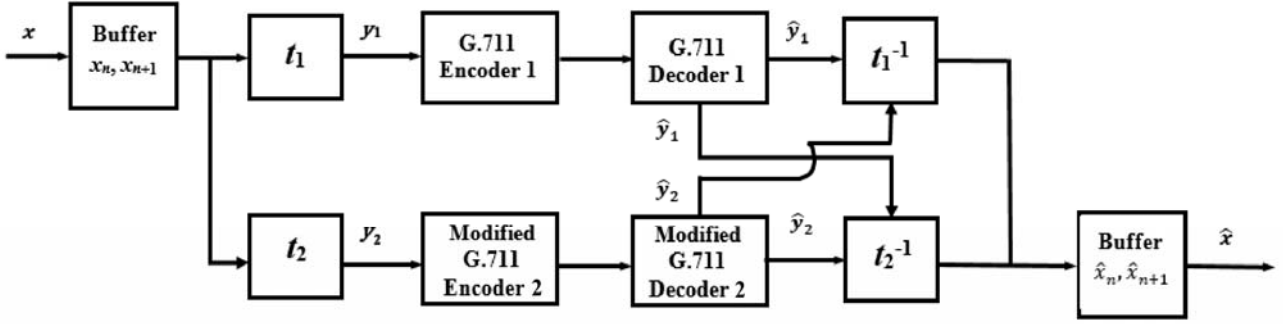 x
Buffer
xₙ, xₙ₊₁
t₁
y₁
G.711
Encoder 1
G.711
Decoder 1
ŷ₁
t₁⁻¹
ŷ₁
ŷ₂
t₂
y₂
Modified
G.711
Encoder 2
Modified
G.711
Decoder 2
ŷ₂
t₂⁻¹
Buffer
x̂ₙ, x̂ₙ₊₁
x̂